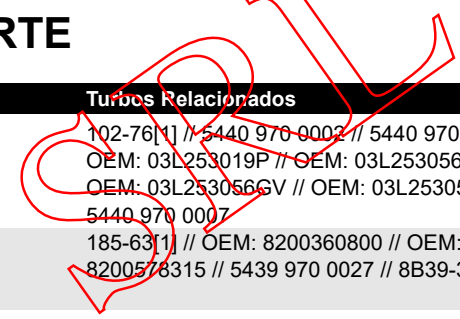 RTE
Turbos Relacionados
102-76[1] // 5440 970 0002 // 5440 970
OEM: 03L253019P // OEM: 03L253056
OEM: 03L253056GV // OEM: 03L2530
5440 970 0007
185-63[1] // OEM: 8200360800 // OEM:
8200578315 // 5439 970 0027 // 8B39-
SRL